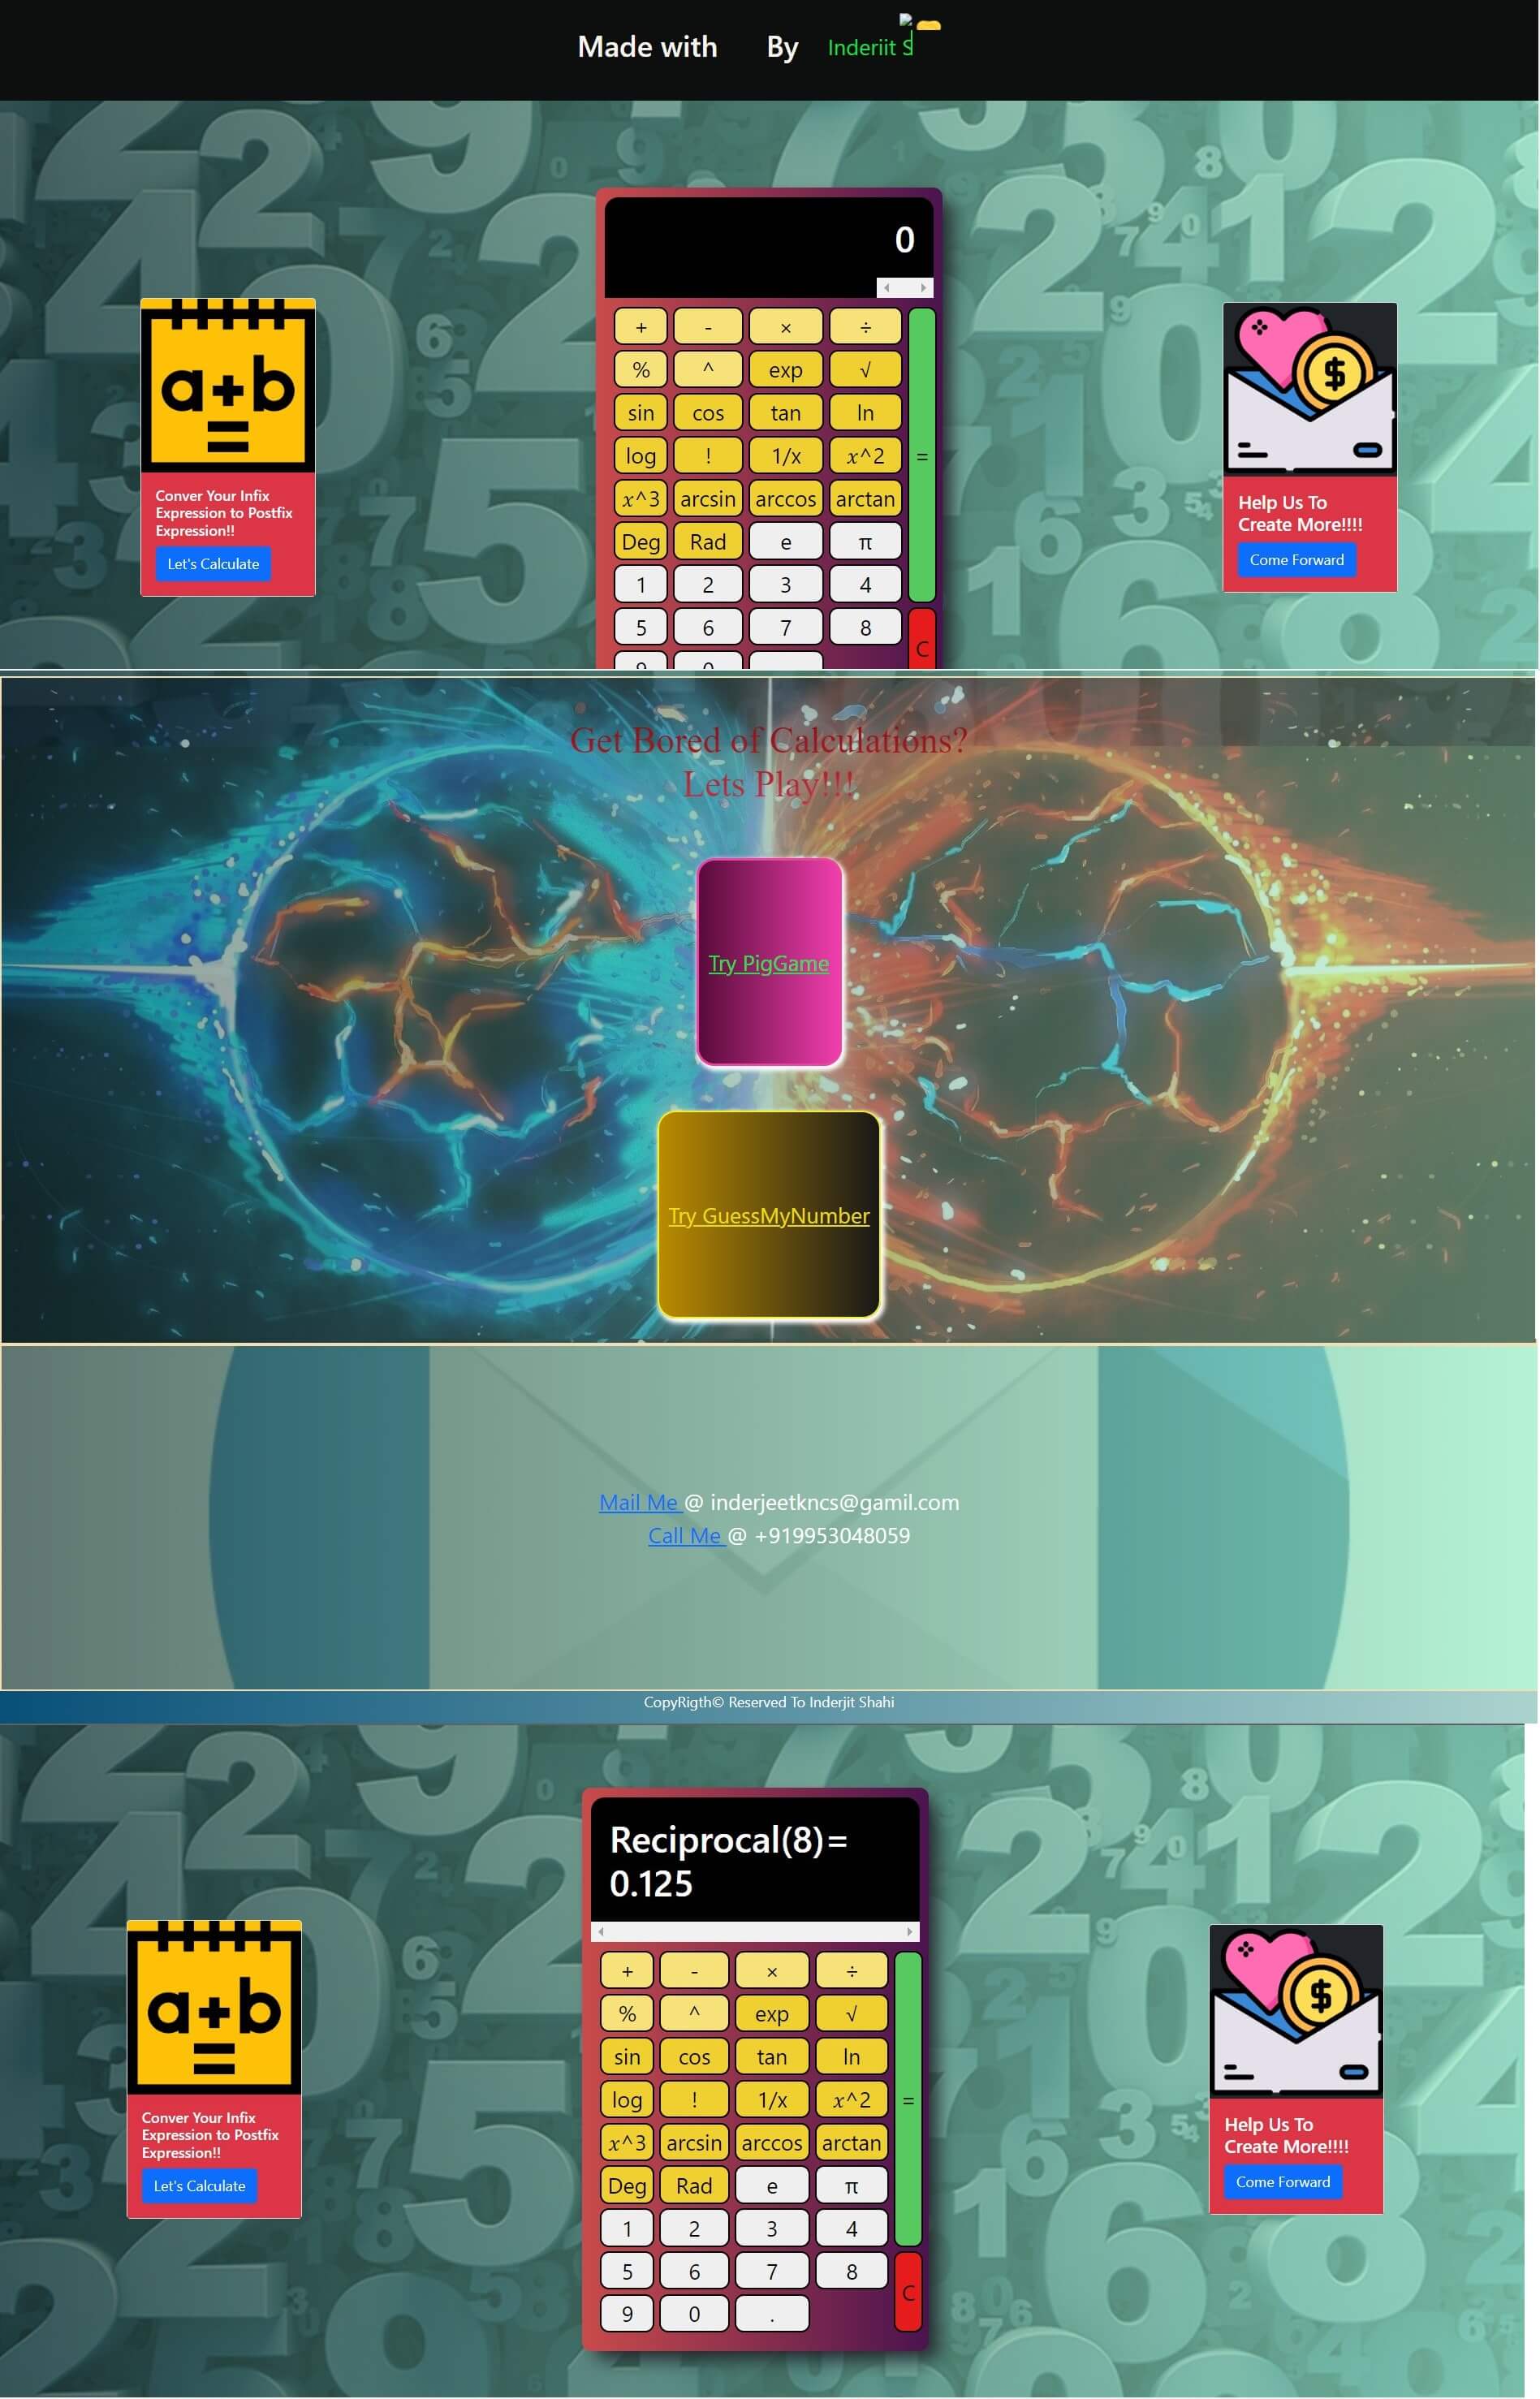 Made with By Inderjit S
0
+ - × ÷
% ^ exp √
sin cos tan ln
log ! 1/x x^2 =
x^3 arcsin arccos arctan
Deg Rad e π
1 2 3 4
5 6 7 8
C
9 0
a+b
=
Conver Your Infix
Expression to Postfix
Expression!!
Let's Calculate
$
Help Us To
Create More!!!!
Come Forward
Get Bored of Calculations?
Lets Play!!!
Try PigGame
Try GuessMyNumber
Mail Me @ inderjeetkncs@gamil.com
Call Me @ +919953048059
CopyRigth© Reserved To Inderjit Shahi
Reciprocal(8)=
0.125
+ - × ÷
% ^ exp √
sin cos tan ln
log ! 1/x x^2 =
x^3 arcsin arccos arctan
Deg Rad e π
1 2 3 4
5 6 7 8
C
9 0 .
a+b
=
Conver Your Infix
Expression to Postfix
Expression!!
Let's Calculate
$
Help Us To
Create More!!!!
Come Forward